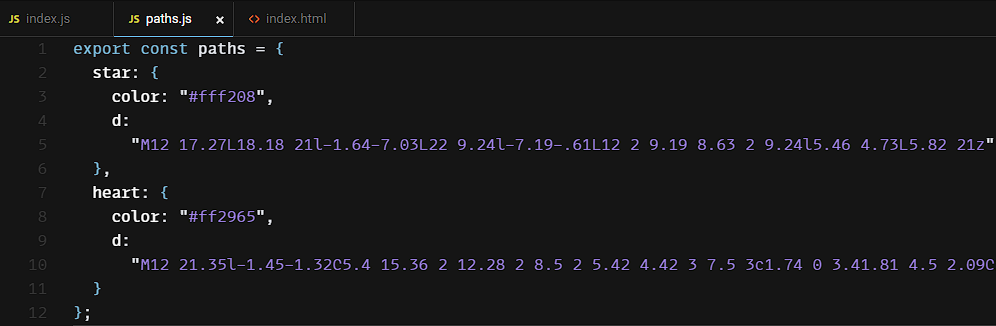 JS index.js JS paths.js × <> index.html
1 export const paths = {
2 star: {
3 color: "#fff208",
4 d:
5 "M12 17.27L18.18 21l-1.64-7.03L22 9.24l-7.19-.61L12 2 9.19 8.63 2 9.24l5.46 4.73L5.82 21z"
6 },
7 heart: {
8 color: "#ff2965",
9 d:
10 "M12 21.35l-1.45-1.32C5.4 15.36 2 12.28 2 8.5 2 5.42 4.42 3 7.5 3c1.74 0 3.41.81 4.5 2.09C
11 }
12 };